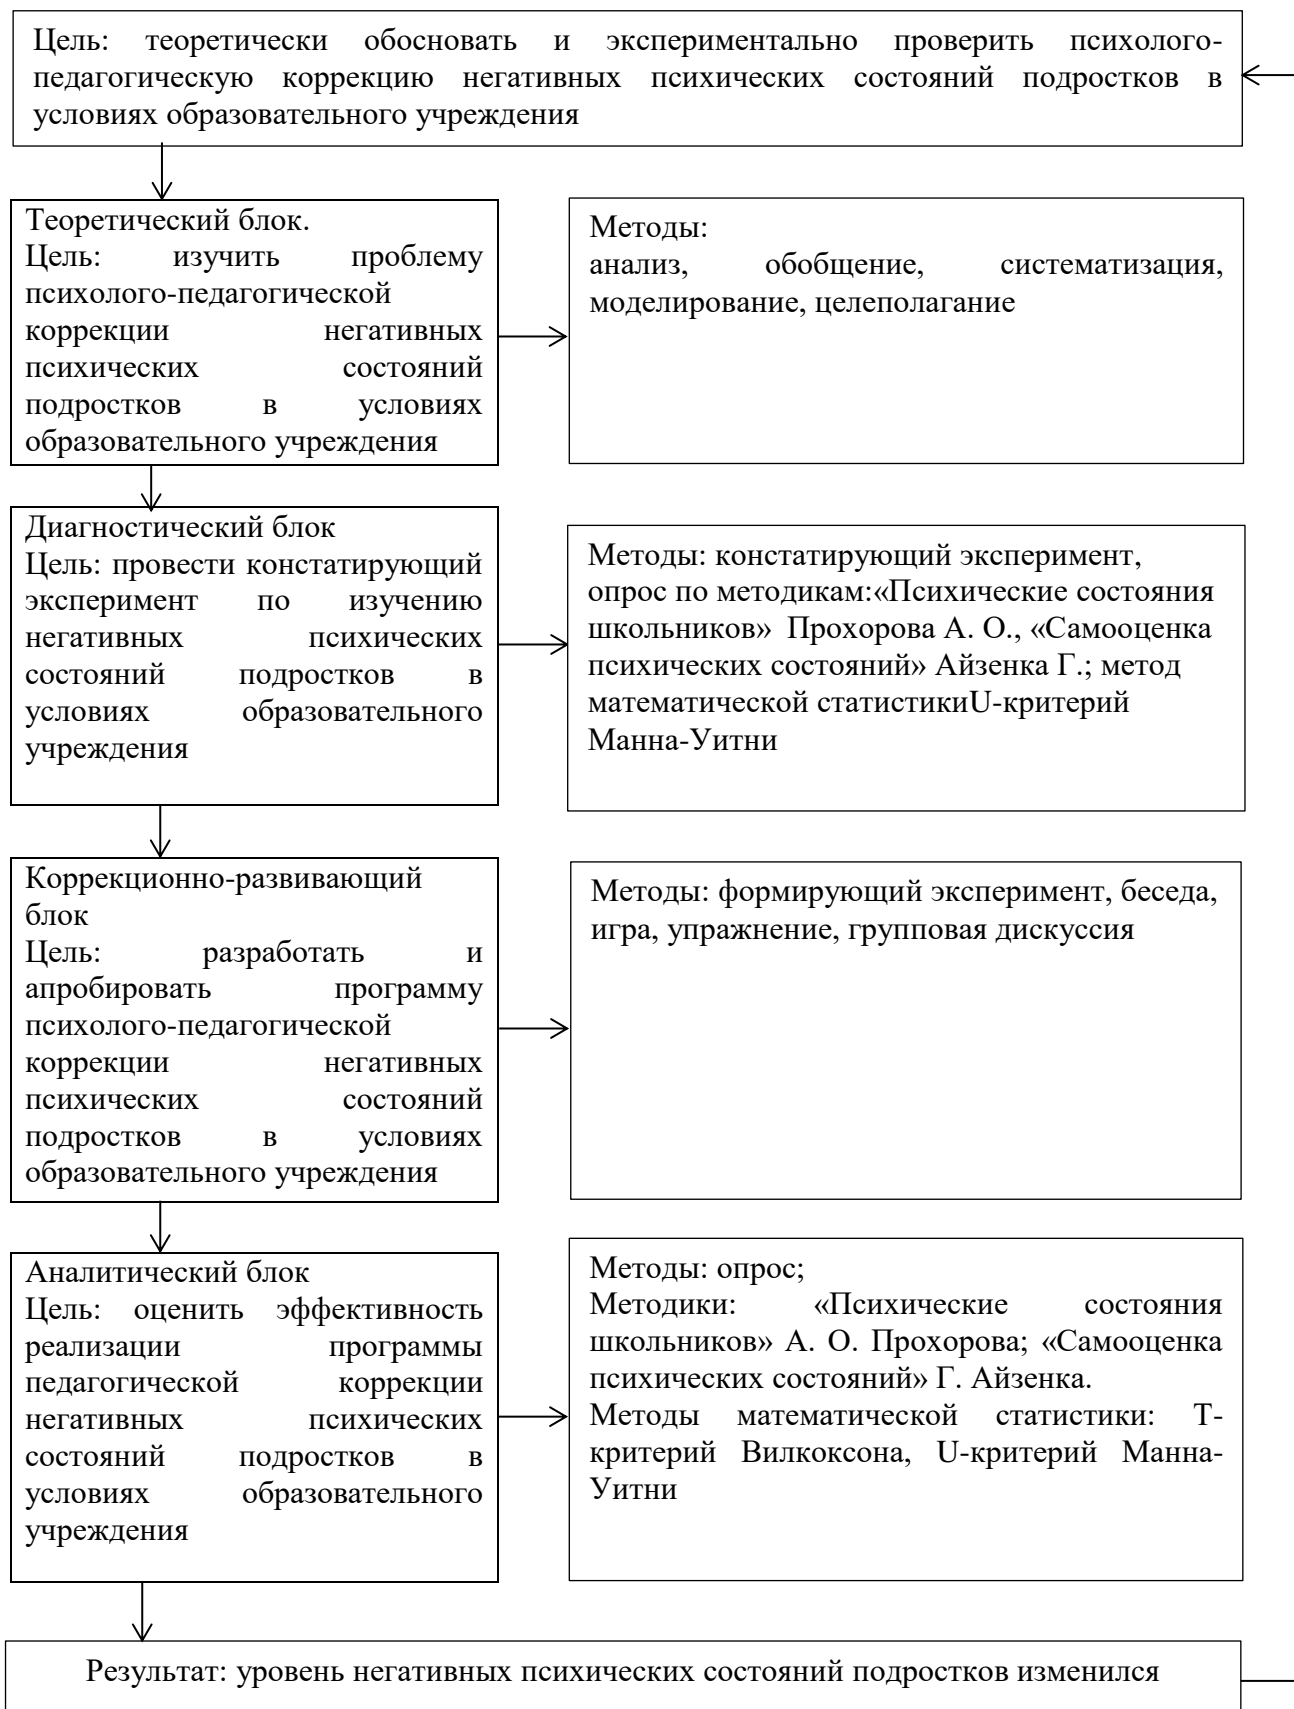 Цель: теоретически обосновать и экспериментально проверить психолого-
педагогическую коррекцию негативных психических состояний подростков в
условиях образовательного учреждения
Теоретический блок.
Цель: изучить проблему
психолого-педагогической
коррекции негативных
психических состояний
подростков в условиях
образовательного учреждения
Методы:
анализ, обобщение, систематизация,
моделирование, целеполагание
Диагностический блок
Цель: провести констатирующий
эксперимент по изучению
негативных психических
состояний подростков в
условиях образовательного
учреждения
Методы: констатирующий эксперимент,
опрос по методикам:«Психические состояния
школьников» Прохорова А. О., «Самооценка
психических состояний» Айзенка Г.; метод
математической статистикиU-критерий
Манна-Уитни
Коррекционно-развивающий
блок
Цель: разработать и
апробировать программу
психолого-педагогической
коррекции негативных
психических состояний
подростков в условиях
образовательного учреждения
Методы: формирующий эксперимент, беседа,
игра, упражнение, групповая дискуссия
Аналитический блок
Цель: оценить эффективность
реализации программы
педагогической коррекции
негативных психических
состояний подростков в
условиях образовательного
учреждения
Методы: опрос;
Методики: «Психические состояния
школьников» А. О. Прохорова; «Самооценка
психических состояний» Г. Айзенка.
Методы математической статистики: Т-
критерий Вилкоксона, U-критерий Манна-
Уитни
Результат: уровень негативных психических состояний подростков изменился